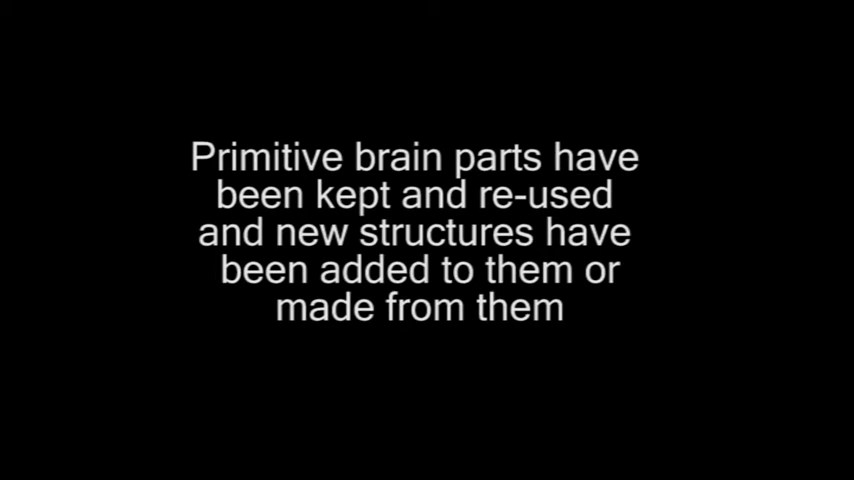 Primitive brain parts have
been kept and re-used
and new structures have
been added to them or
made from them